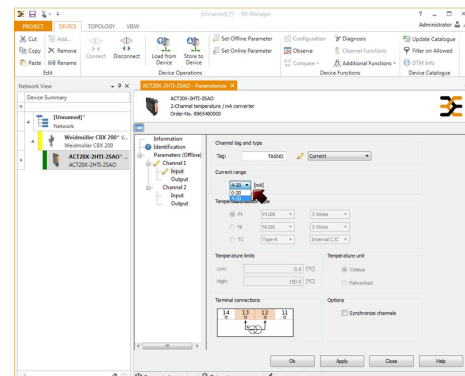 [Unnamed] (*) - WI-Manager
PROJECT DEVICE TOPOLOGY VIEW
Administrator
Cut Add...
Copy Remove
Paste Rename
Edit
Connect Disconnect
Load from Device
Store to Device
Set Offline Parameter
Set Online Parameter
Device Operations
Configuration Diagnosis
Observe Channel Functions
Compare Additional Functions
Device Functions
Update Catalogue
Filter on Allowed
DTM Info
Device Catalogue
Network View
Device Summary
[Unnamed]*
Network
Weidmüller CBX 200* V...
Weidmüller CBX 200
ACT20X-2HTI-2SAO* ...
ACT20X-2HTI-2SAO
ACT20X-2HTI-2SAO - Parameterize
ACT20X-2HTI-2SAO
2-Channel temperature / mA converter
Order-No. 8965480000
Information
Identification
Parameters (Offline)
Channel 1
Input
Output
Channel 2
Input
Output
Channel tag and type
Tag: TAGNO Current
Current range
4-20 [mA]
0-20
4-20
Pt Pt100 3 Wires
Ni Ni100 3 Wires
TC Type-K Internal CJC
Temperature limits
Low: 0.0 [°C]
High: 150.0 [°C]
Temperature unit
Celsius
Fahrenheit
Terminal connections
14 13 12 11
Options
Synchronize channels
Ok Apply Close Help